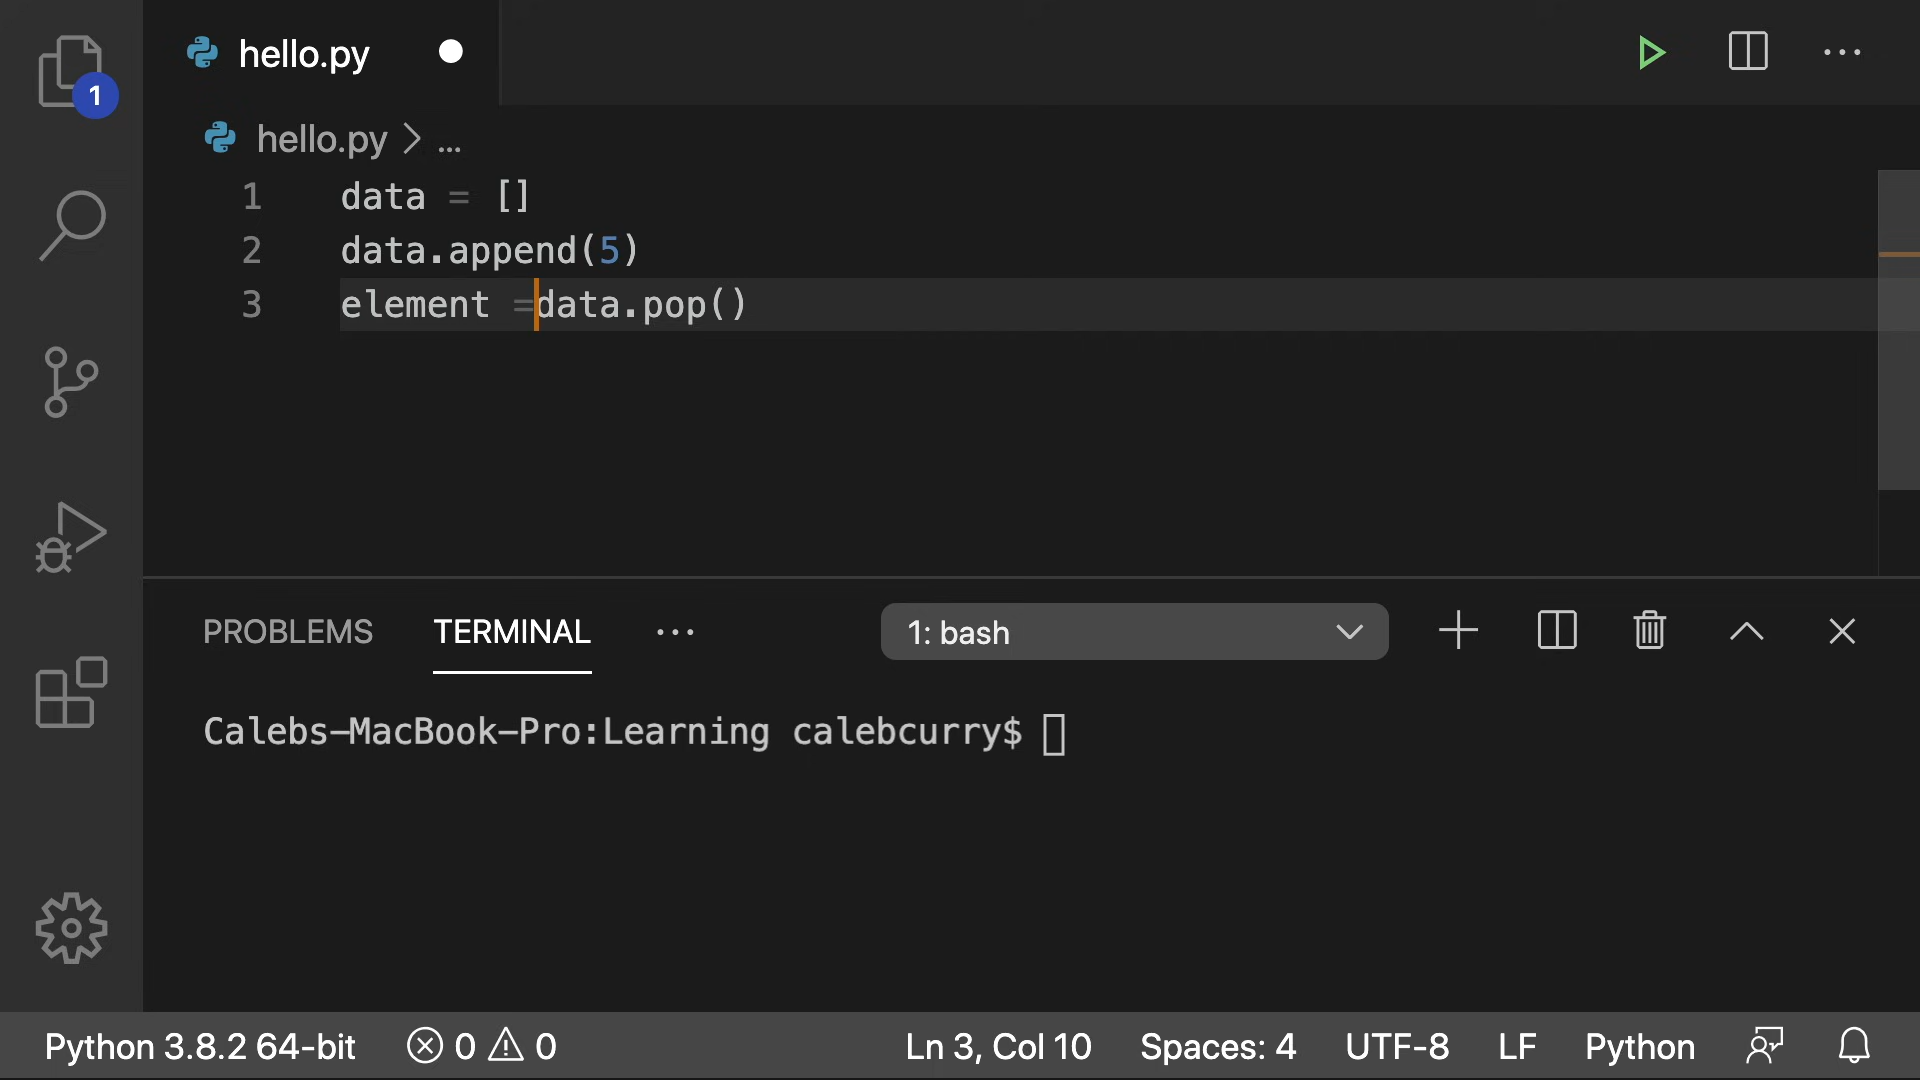 hello.py
1
hello.py > ...
1 data = []
2 data.append(5)
3 element =data.pop()
PROBLEMS TERMINAL ... 1: bash
Calebs-MacBook-Pro:Learning calebcurry$
Python 3.8.2 64-bit 0 0 Ln 3, Col 10 Spaces: 4 UTF-8 LF Python